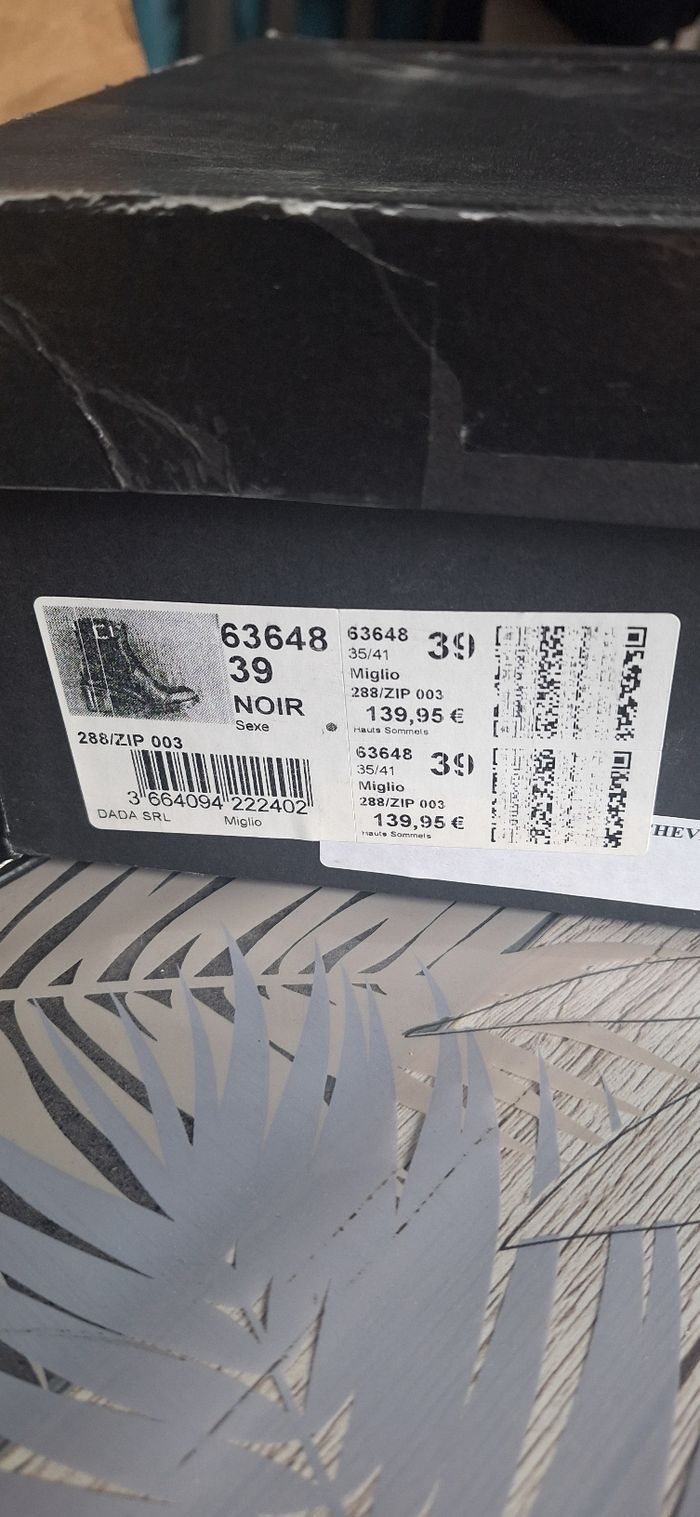 63648
39
NOIR
Sexe
288/ZIP 003
3 664094 222402
DADA SRL Miglio
63648 39
35/41
Miglio
288/ZIP 003
139,95 €
Hauts Sommets
63648 39
35/41
Miglio
288/ZIP 003
139,95 €
Hauts Sommets
HEV